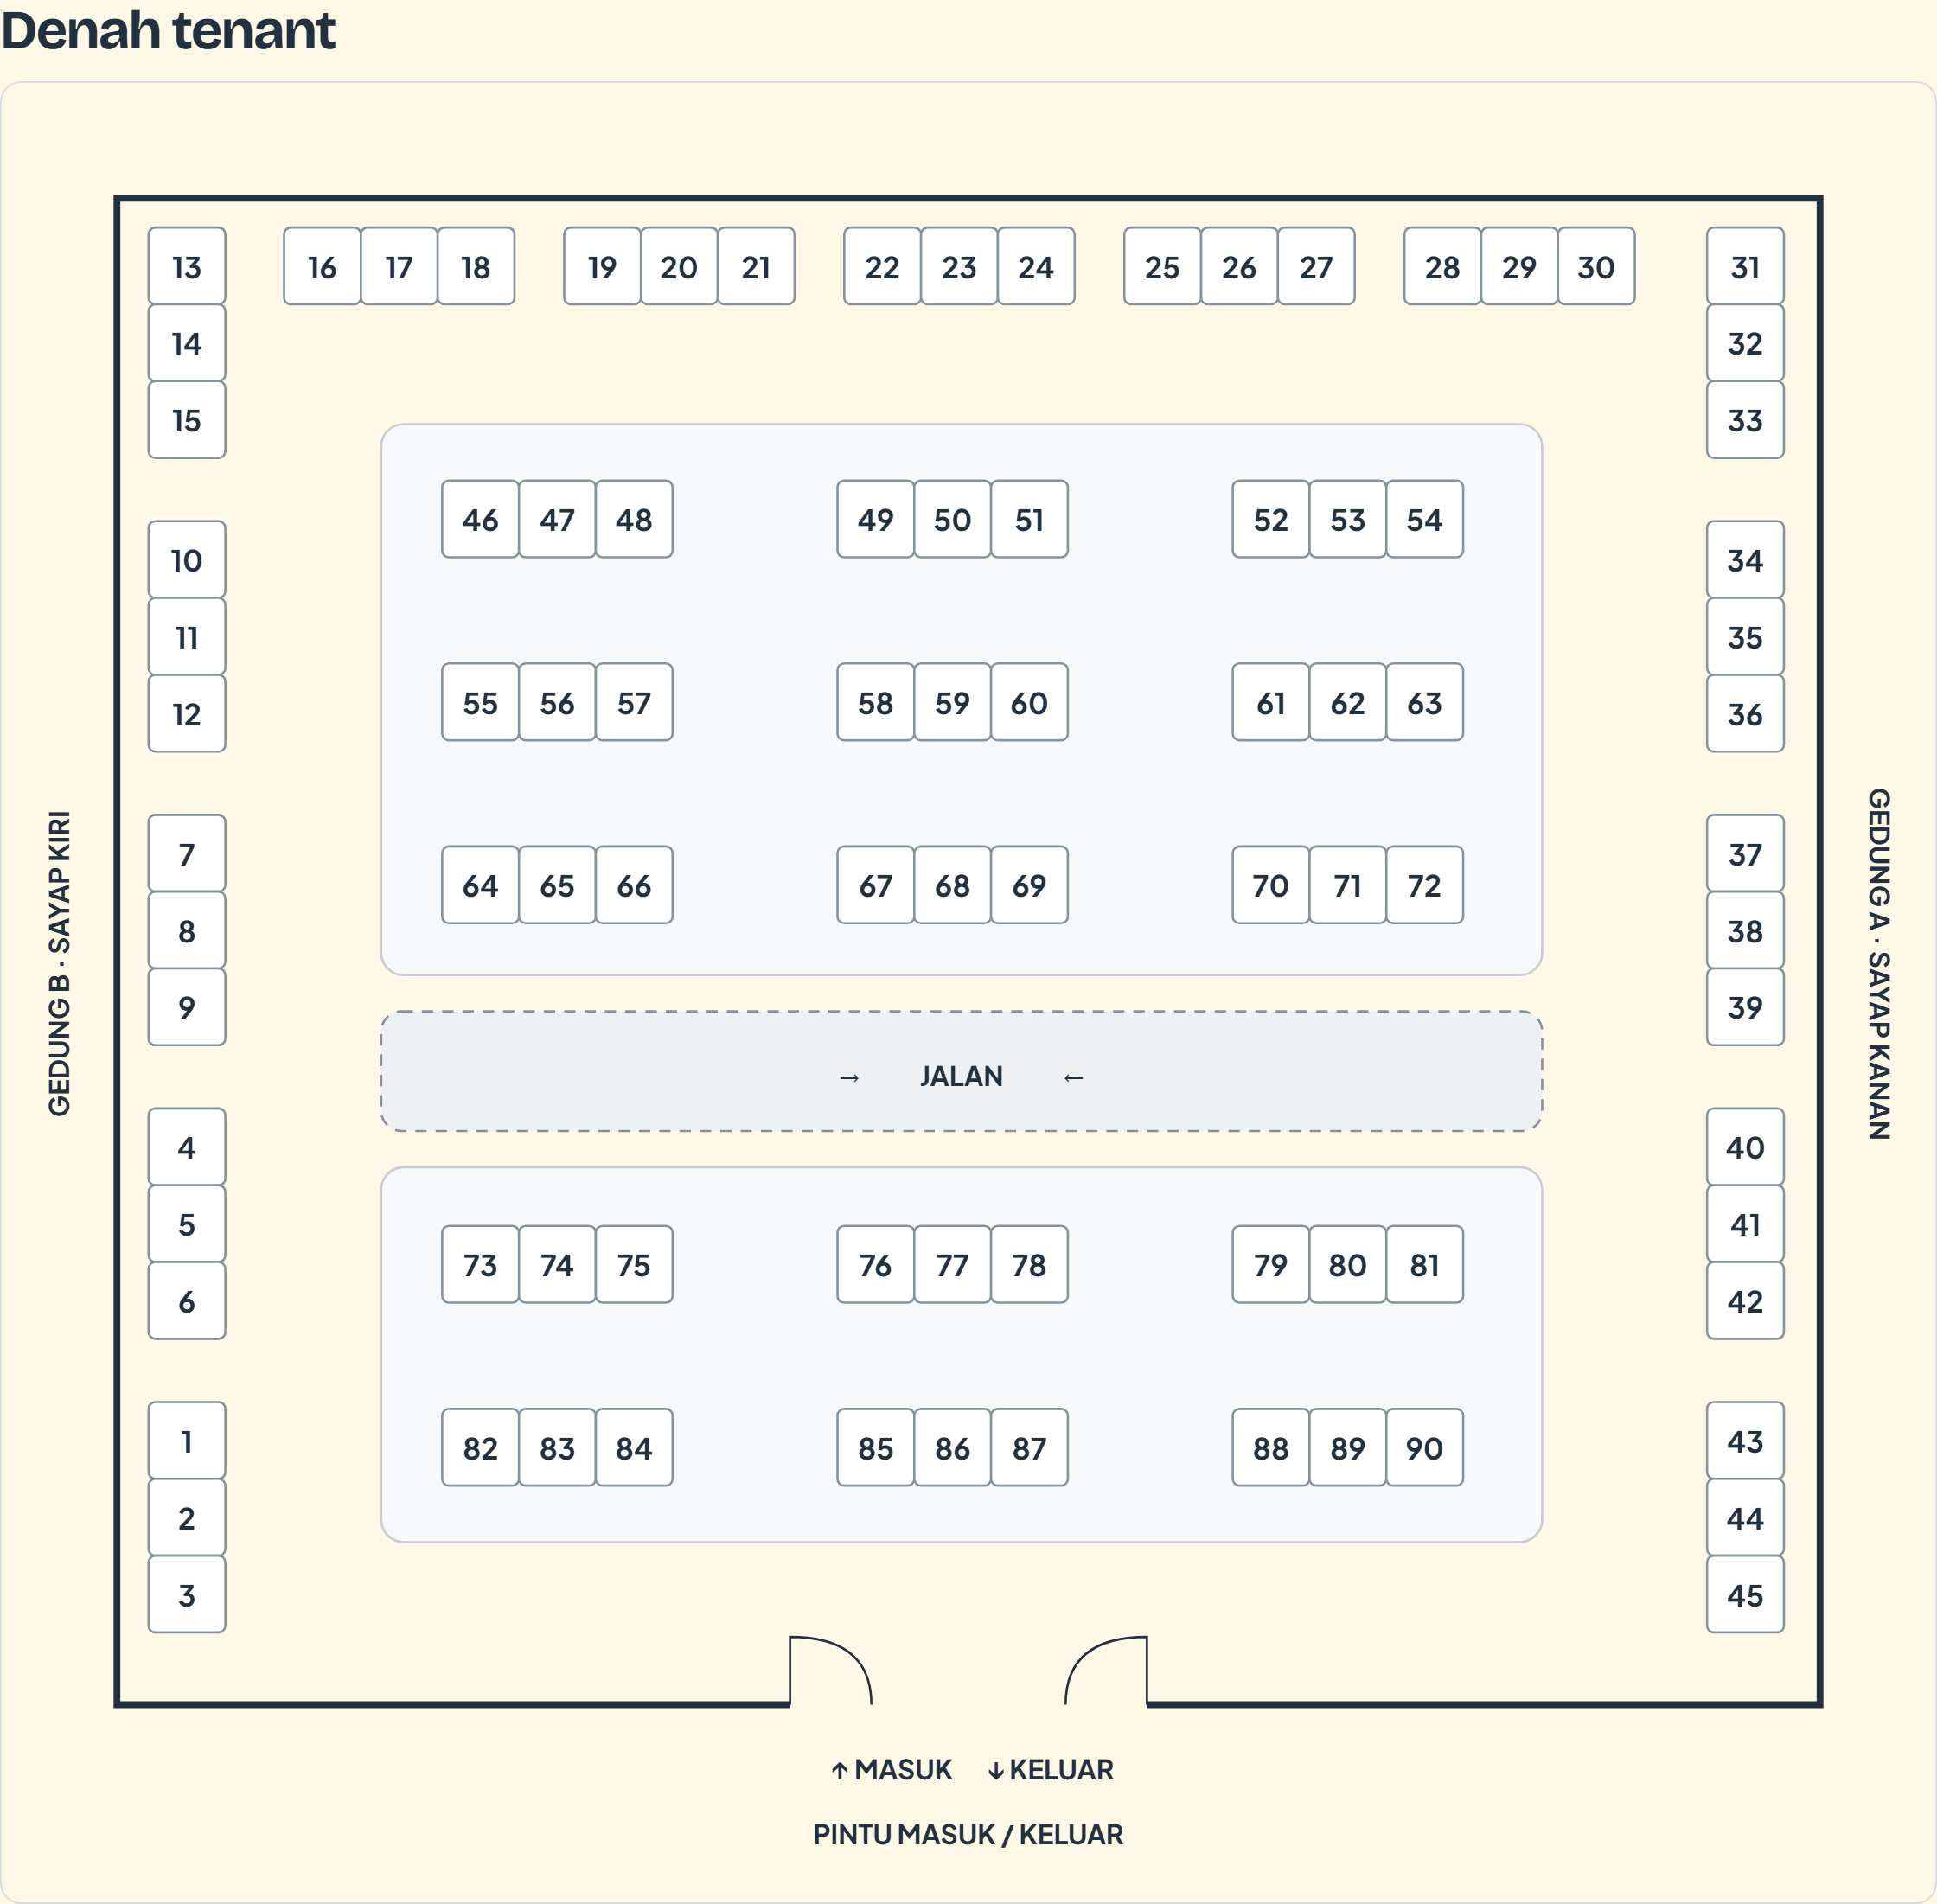 Denah tenant
13 16 17 18 19 20 21 22 23 24 25 26 27 28 29 30 31
14 32
15 33
46 47 48 49 50 51 52 53 54
10 34
11 35
55 56 57 58 59 60 61 62 63
12 36
GEDUNG B · SAYAP KIRI
GEDUNG A · SAYAP KANAN
7 37
64 65 66 67 68 69 70 71 72
8 38
9 39
→ JALAN ←
4 40
5 41
73 74 75 76 77 78 79 80 81
6 42
1 43
82 83 84 85 86 87 88 89 90
2 44
3 45
↑ MASUK ↓ KELUAR
PINTU MASUK / KELUAR